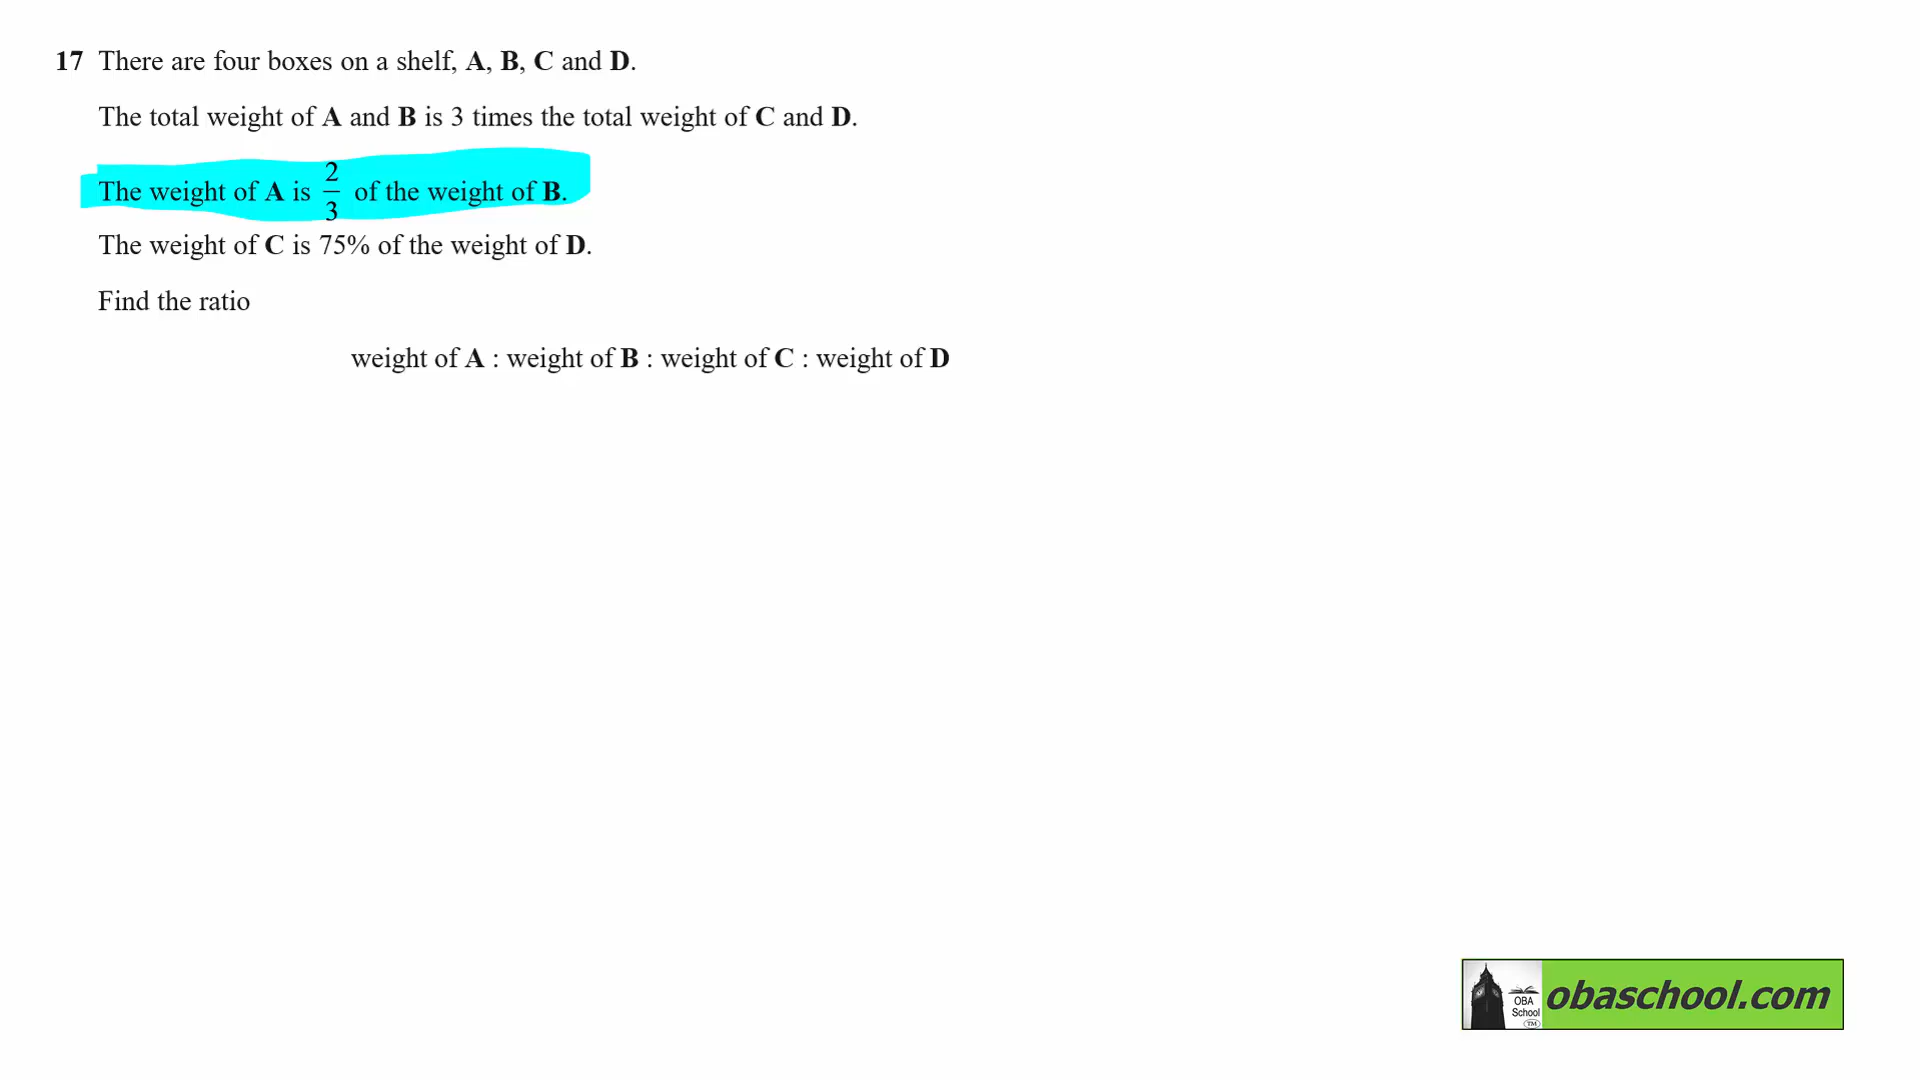 17 There are four boxes on a shelf, A, B, C and D.
The total weight of A and B is 3 times the total weight of C and D.
The weight of A is 2/3 of the weight of B.
The weight of C is 75% of the weight of D.
Find the ratio
weight of A : weight of B : weight of C : weight of D
OBA
School
TM
obaschool.com